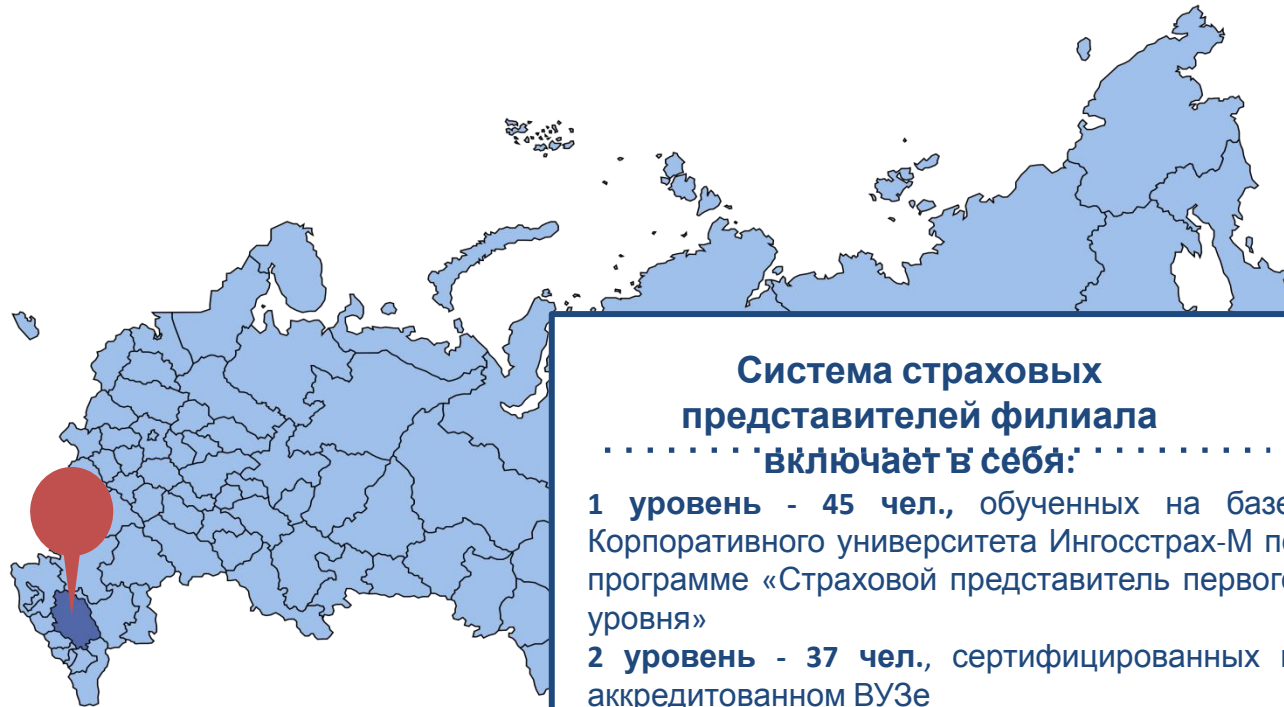 Система страховых
представителей филиала
включает в себя:
1 уровень - 45 чел., обученных на базе
Корпоративного университета Ингосстрах-М по
программе «Страховой представитель первого
уровня»
2 уровень - 37 чел., сертифицированных в
аккредитованном ВУЗе